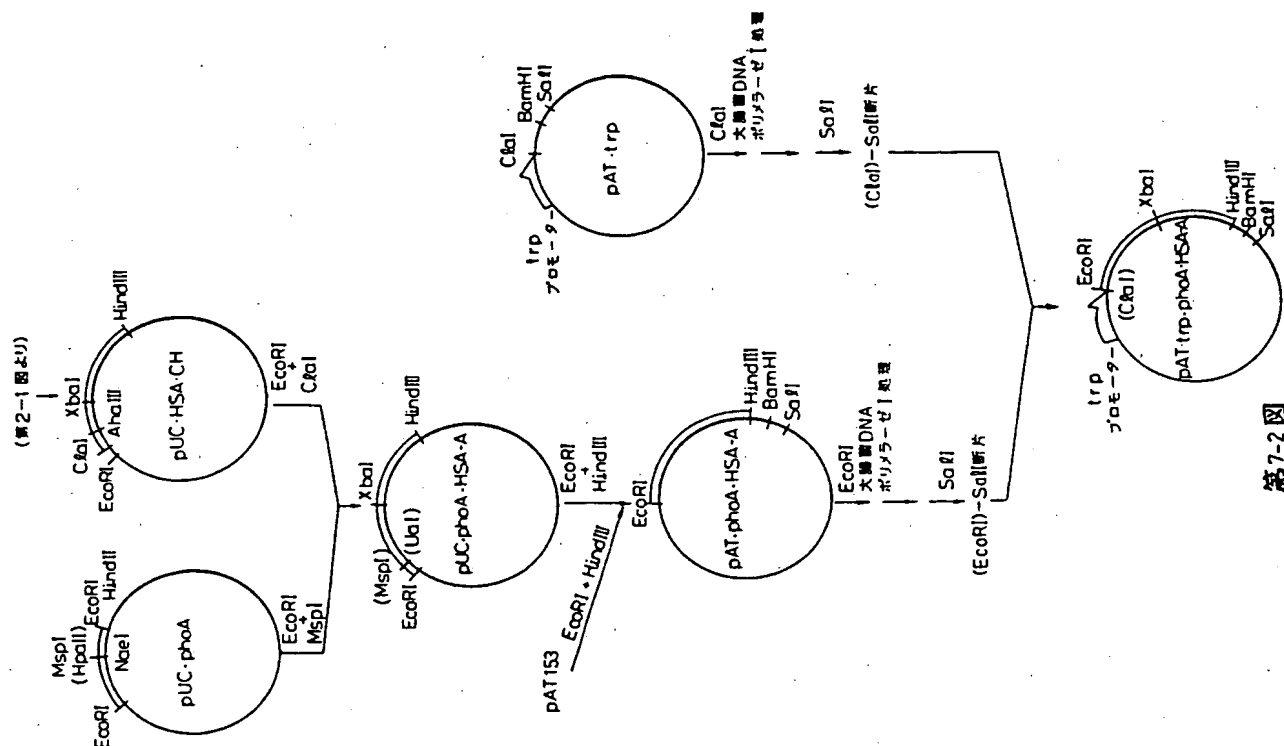 (第2-1図より)
MspI
(HpaII)
EcoRI
NaeI
EcoRI
HindIII
pUC·phoA
EcoRI
+
MspI
EcoRI
ClaI
AhaIII
XbaI
HindIII
pUC·HSA·CH
EcoRI
+
ClaI
(MspI)
EcoRI
(UaI)
XbaI
HindIII
pUC·phoA·HSA-A
EcoRI
+
HindIII
pAT153
EcoRI + HindIII
EcoRI
HindIII
BamHI
SalI
pAT·phoA·HSA-A
EcoRI
大腸菌DNA
ポリメラーゼI処理
SalI
(EcoRI)-SalI断片
trp
プロモーター
ClaI
BamHI
SalI
pAT·trp
ClaI
大腸菌DNA
ポリメラーゼI処理
SalI
(ClaI)-SalI断片
trp
プロモーター
EcoRI
(ClaI)
XbaI
HindIII
BamHI
SalI
pAT·trp·phoA·HSA-A
第7-2図